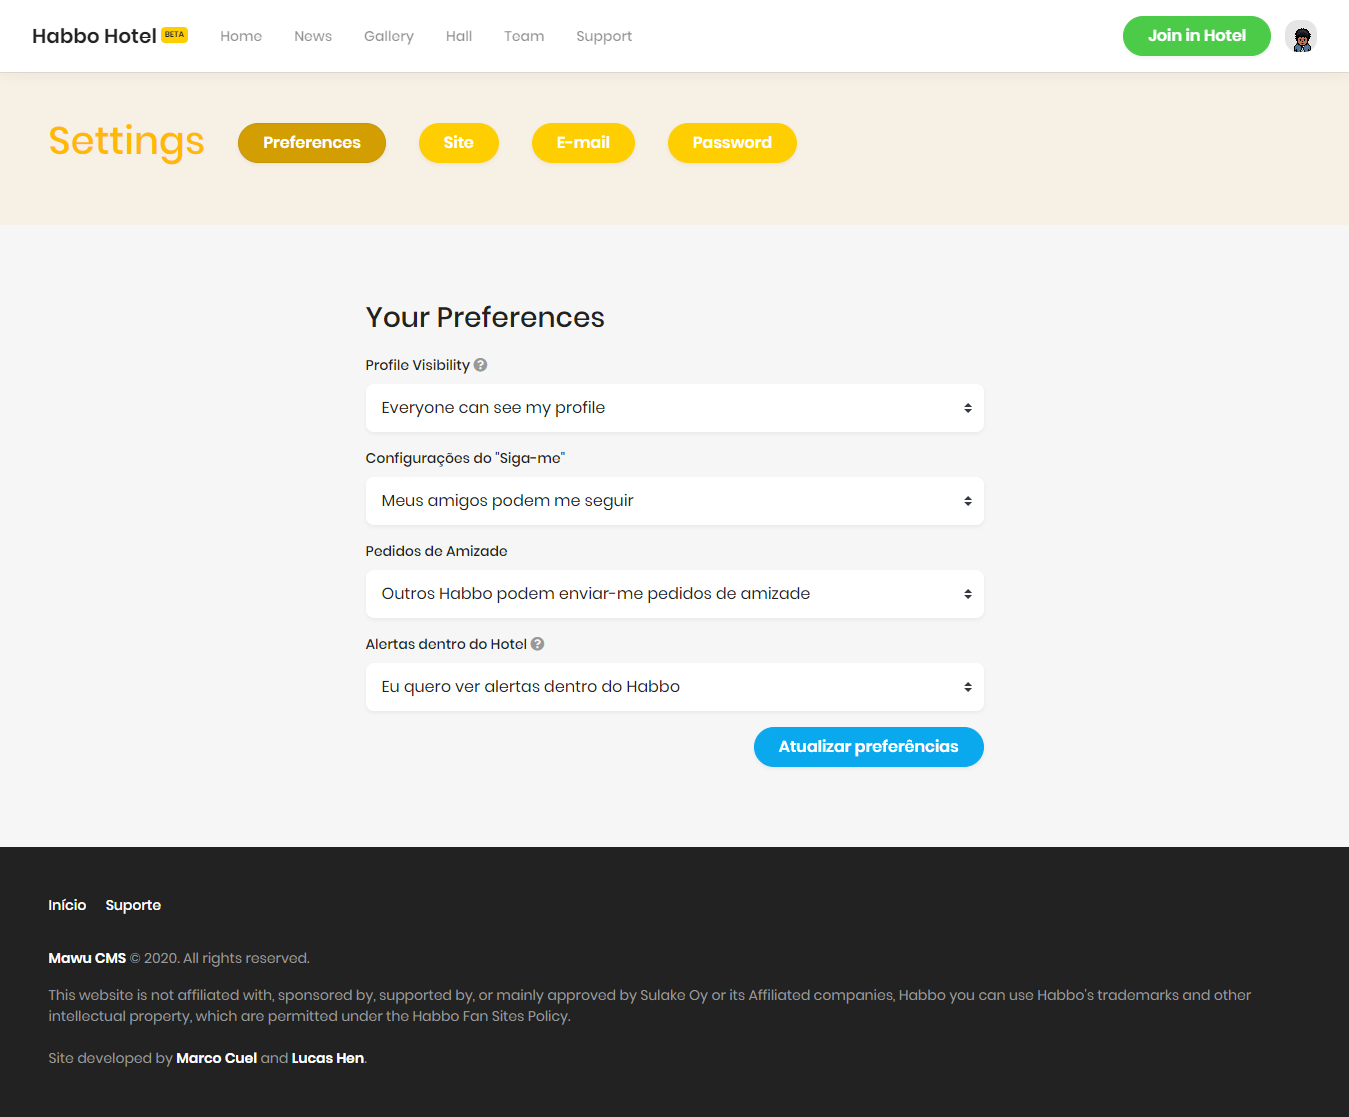 Habbo Hotel BETA Home News Gallery Hall Team Support Join in Hotel
Settings Preferences Site E-mail Password
Your Preferences
Profile Visibility
Everyone can see my profile
Configurações do "Siga-me"
Meus amigos podem me seguir
Pedidos de Amizade
Outros Habbo podem enviar-me pedidos de amizade
Alertas dentro do Hotel
Eu quero ver alertas dentro do Habbo
Atualizar preferências
Início Suporte
Mawu CMS © 2020. All rights reserved.
This website is not affiliated with, sponsored by, supported by, or mainly approved by Sulake Oy or its Affiliated companies, Habbo you can use Habbo's trademarks and other
intellectual property, which are permitted under the Habbo Fan Sites Policy.
Site developed by Marco Cuel and Lucas Hen.